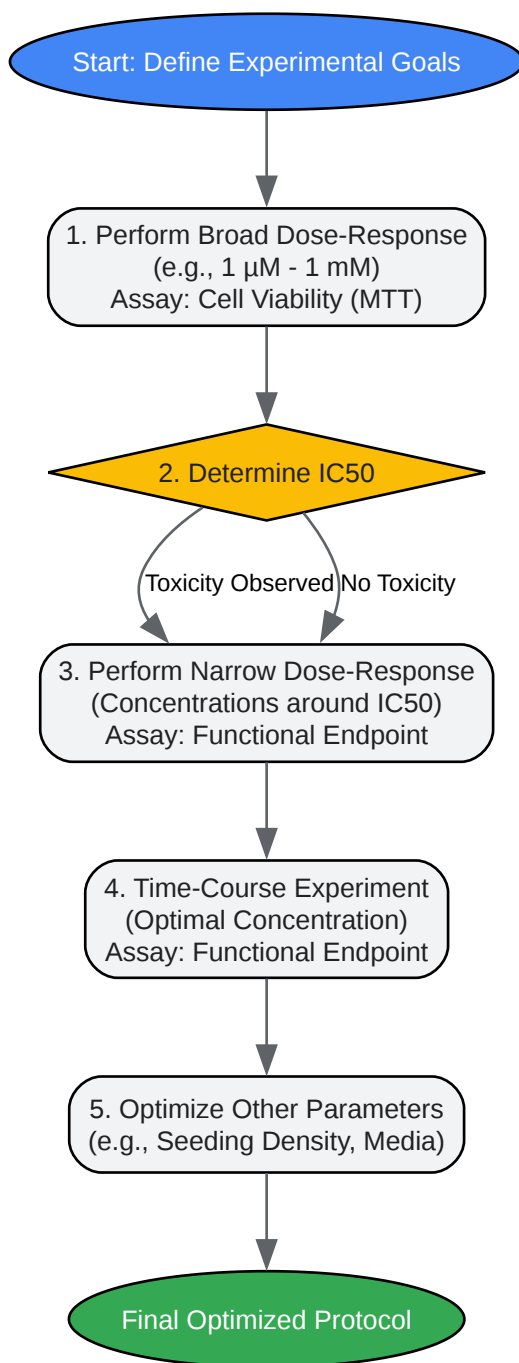 Start: Define Experimental Goals
1. Perform Broad Dose-Response
(e.g., 1 µM - 1 mM)
Assay: Cell Viability (MTT)
2. Determine IC50
Toxicity Observed
No Toxicity
3. Perform Narrow Dose-Response
(Concentrations around IC50)
Assay: Functional Endpoint
4. Time-Course Experiment
(Optimal Concentration)
Assay: Functional Endpoint
5. Optimize Other Parameters
(e.g., Seeding Density, Media)
Final Optimized Protocol